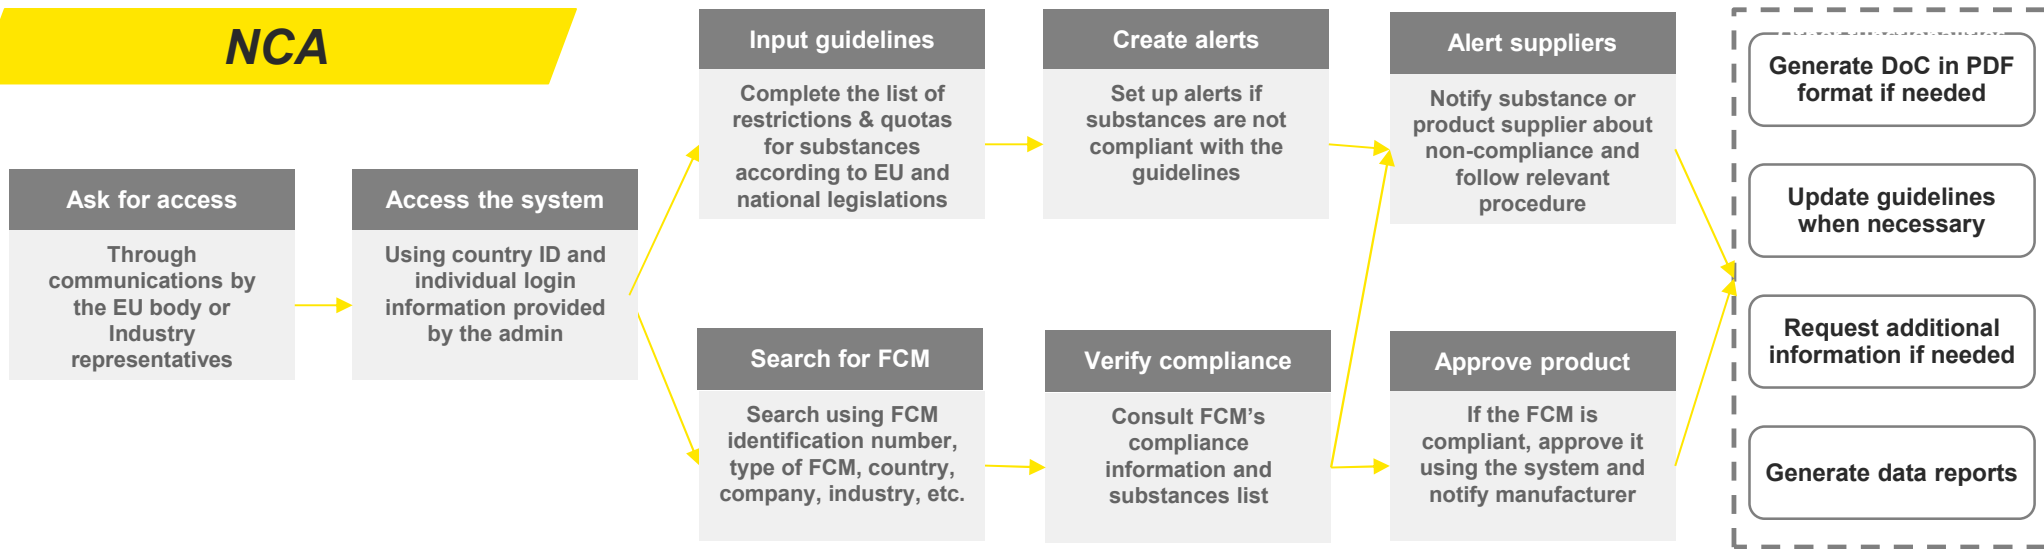 NCA
Ask for access
Through
communications by
the EU body or
Industry
representatives
Access the system
Using country ID and
individual login
information provided
by the admin
Input guidelines
Complete the list of
restrictions & quotas
for substances
according to EU and
national legislations
Create alerts
Set up alerts if
substances are not
compliant with the
guidelines
Alert suppliers
Notify substance or
product supplier about
non-compliance and
follow relevant
procedure
Search for FCM
Search using FCM
identification number,
type of FCM, country,
company, industry, etc.
Verify compliance
Consult FCM’s
compliance
information and
substances list
Approve product
If the FCM is
compliant, approve it
using the system and
notify manufacturer
Generate DoC in PDF
format if needed
Update guidelines
when necessary
Request additional
information if needed
Generate data reports